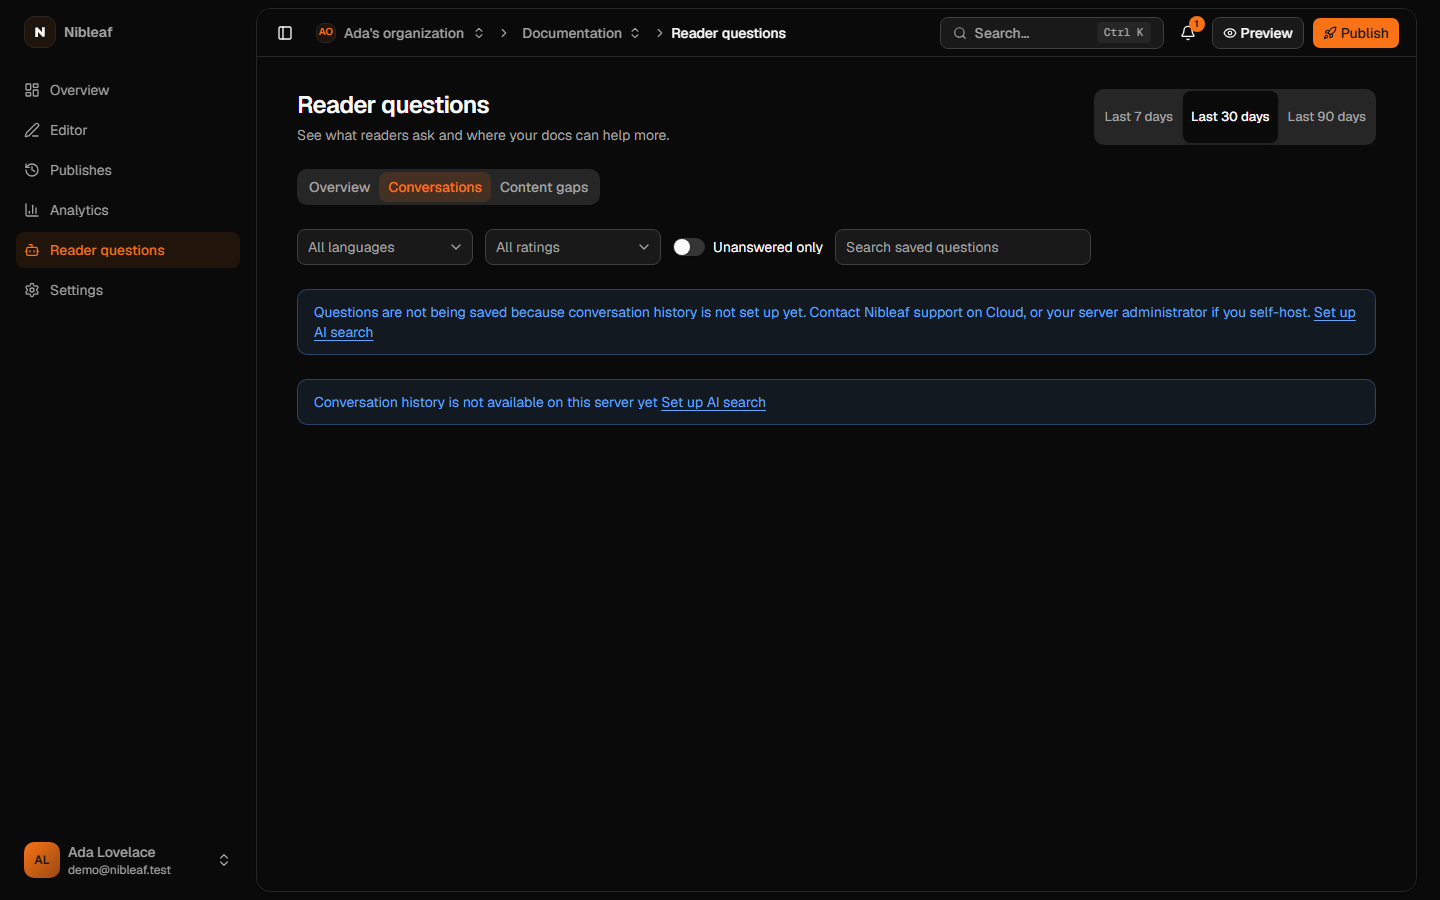 N Nibleaf
AO Ada's organization Documentation Reader questions
Search... Ctrl K
1
Preview
Publish
Overview
Editor
Publishes
Analytics
Reader questions
Settings
Reader questions
See what readers ask and where your docs can help more.
Last 7 days Last 30 days Last 90 days
Overview Conversations Content gaps
All languages All ratings Unanswered only Search saved questions
Questions are not being saved because conversation history is not set up yet. Contact Nibleaf support on Cloud, or your server administrator if you self-host. Set up
AI search
Conversation history is not available on this server yet Set up AI search
AL Ada Lovelace
demo@nibleaf.test